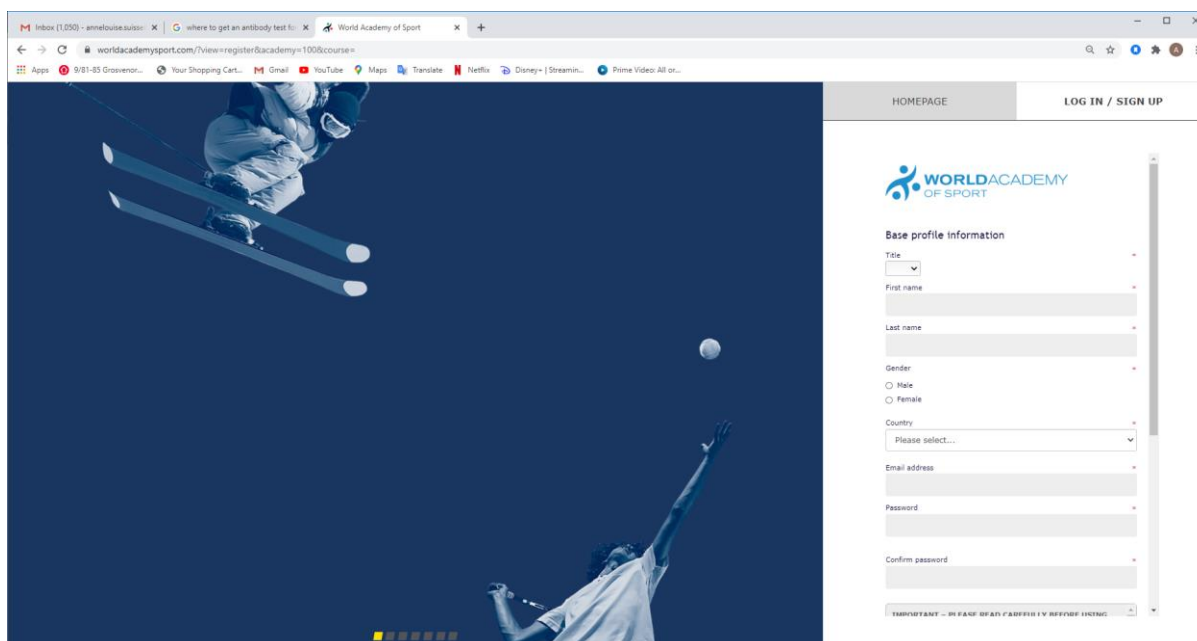 Inbox (1,050) - annelouise.suisse
where to get an antibody test fo
World Academy of Sport
worldacademysport.com/?view=register&academy=100&course=
Apps 9/81-85 Grosvenor... Your Shopping Cart... Gmail YouTube Maps Translate Netflix Disney+ | Streamin... Prime Video: All or...
HOMEPAGE LOG IN / SIGN UP
WORLDACADEMY
OF SPORT
Base profile information
Title *
First name *
Last name *
Gender *
Male
Female
Country *
Please select...
Email address *
Password *
Confirm password *
IMPORTANT – PLEASE READ CAREFULLY BEFORE USING